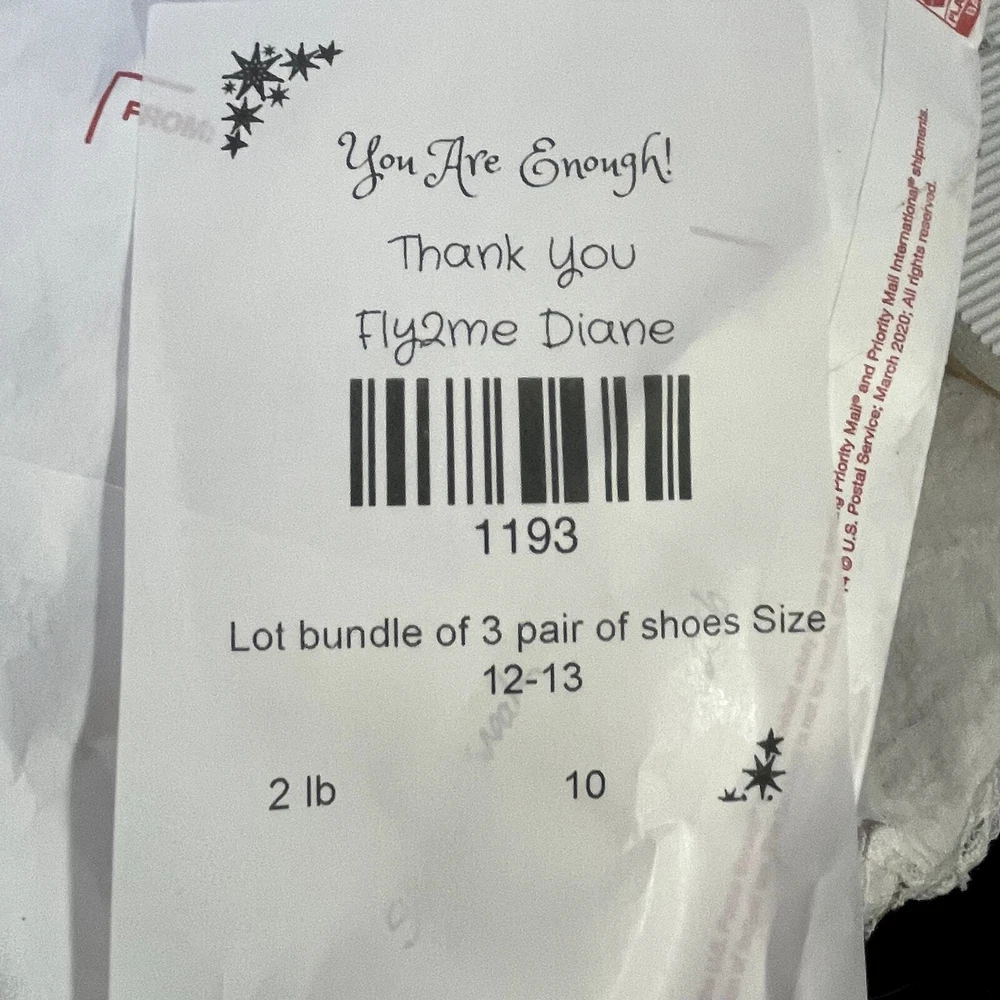 FROM:
You Are Enough!
Thank You
Fly2me Diane
1193
Lot bundle of 3 pair of shoes Size
12-13
2 lb
10
Priority Mail® and Priority Mail International® shipments.
© U.S. Postal Service; March 2020; All rights reserved.